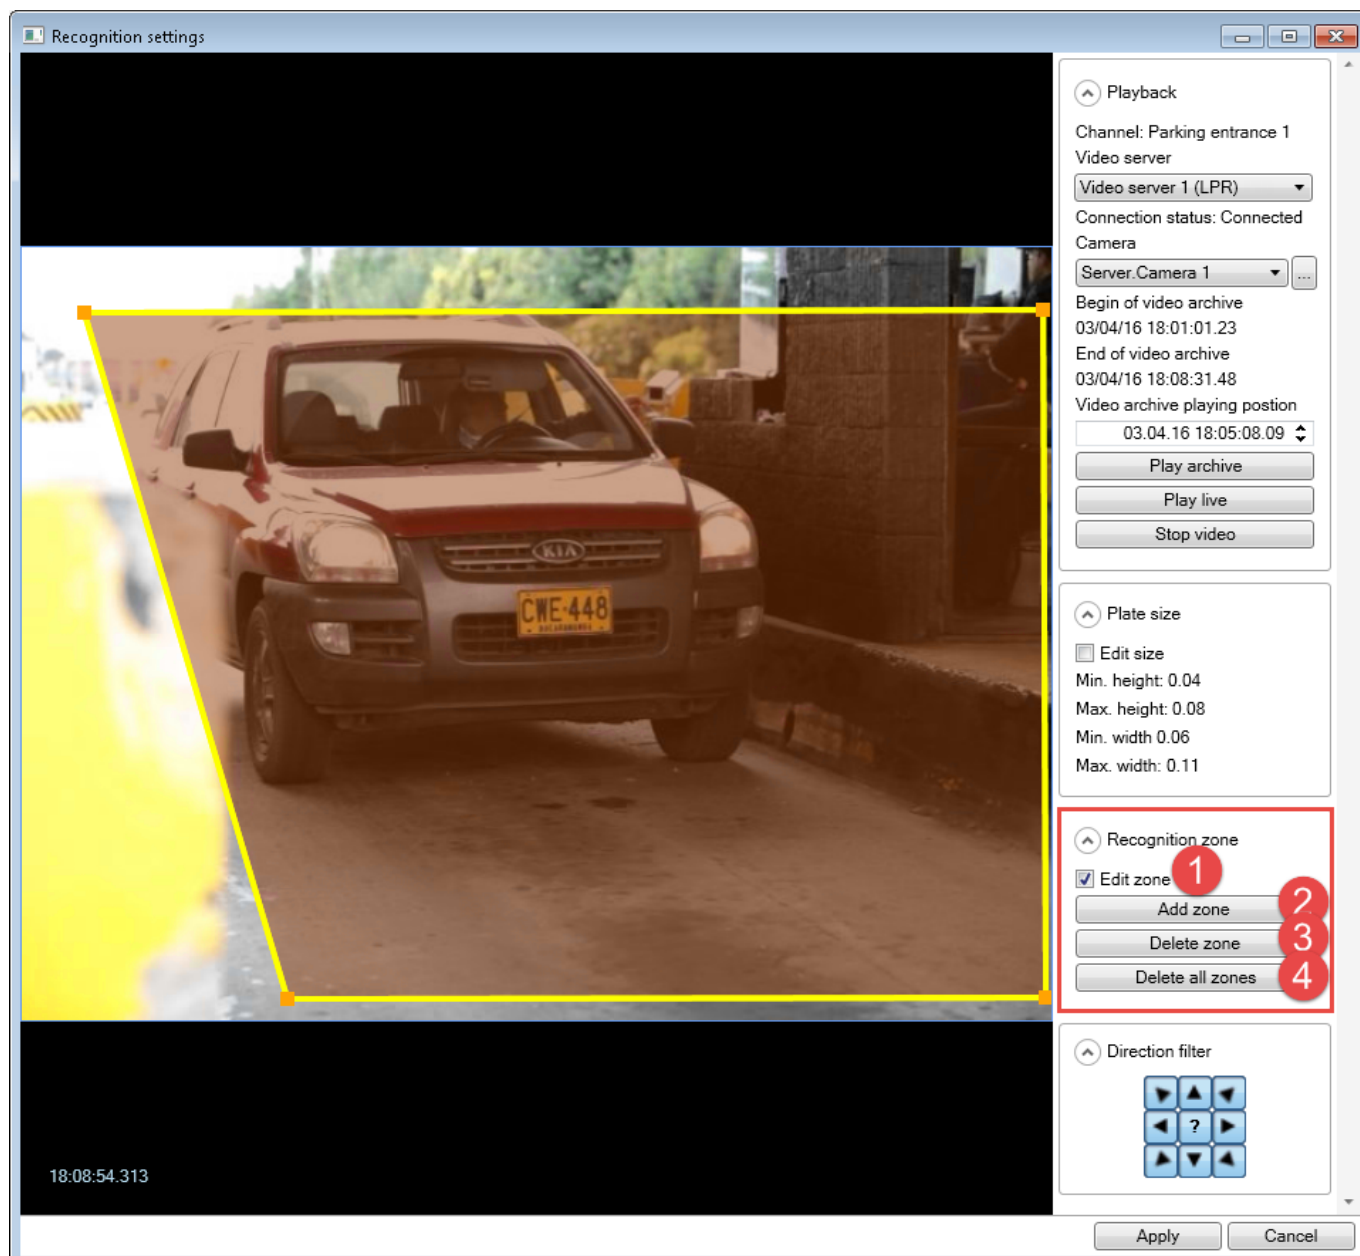 Recognition settings
Playback
Channel: Parking entrance 1
Video server
Video server 1 (LPR)
Connection status: Connected
Camera
Server.Camera 1
...
Begin of video archive
03/04/16 18:01:01.23
End of video archive
03/04/16 18:08:31.48
Video archive playing postion
03.04.16 18:05:08.09
Play archive
Play live
Stop video
KIA
CWE-448
BUCARAMANGA
Plate size
Edit size
Min. height: 0.04
Max. height: 0.08
Min. width 0.06
Max. width: 0.11
Recognition zone
Edit zone 1
Add zone 2
Delete zone 3
Delete all zones 4
Direction filter
?
18:08:54.313
Apply Cancel